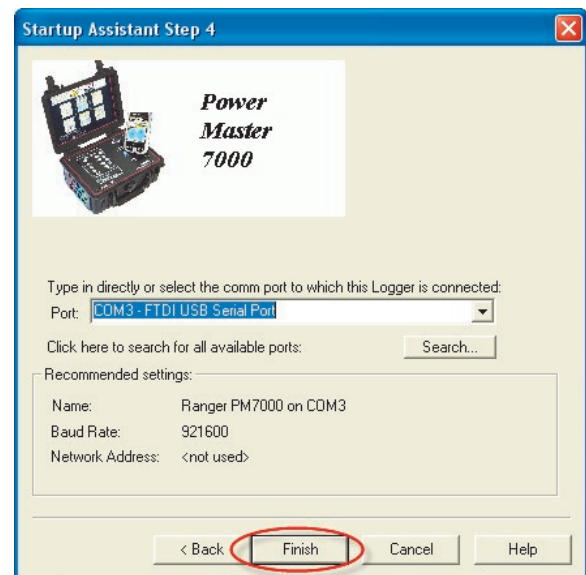 Startup Assistant Step 4
Power
Master
7000
Type in directly or select the comm port to which this Logger is connected:
Port: COM3 - FTDI USB Serial Port
Click here to search for all available ports: Search...
Recommended settings:
Name: Ranger PM7000 on COM3
Baud Rate: 921600
Network Address: <not used>
< Back Finish Cancel Help